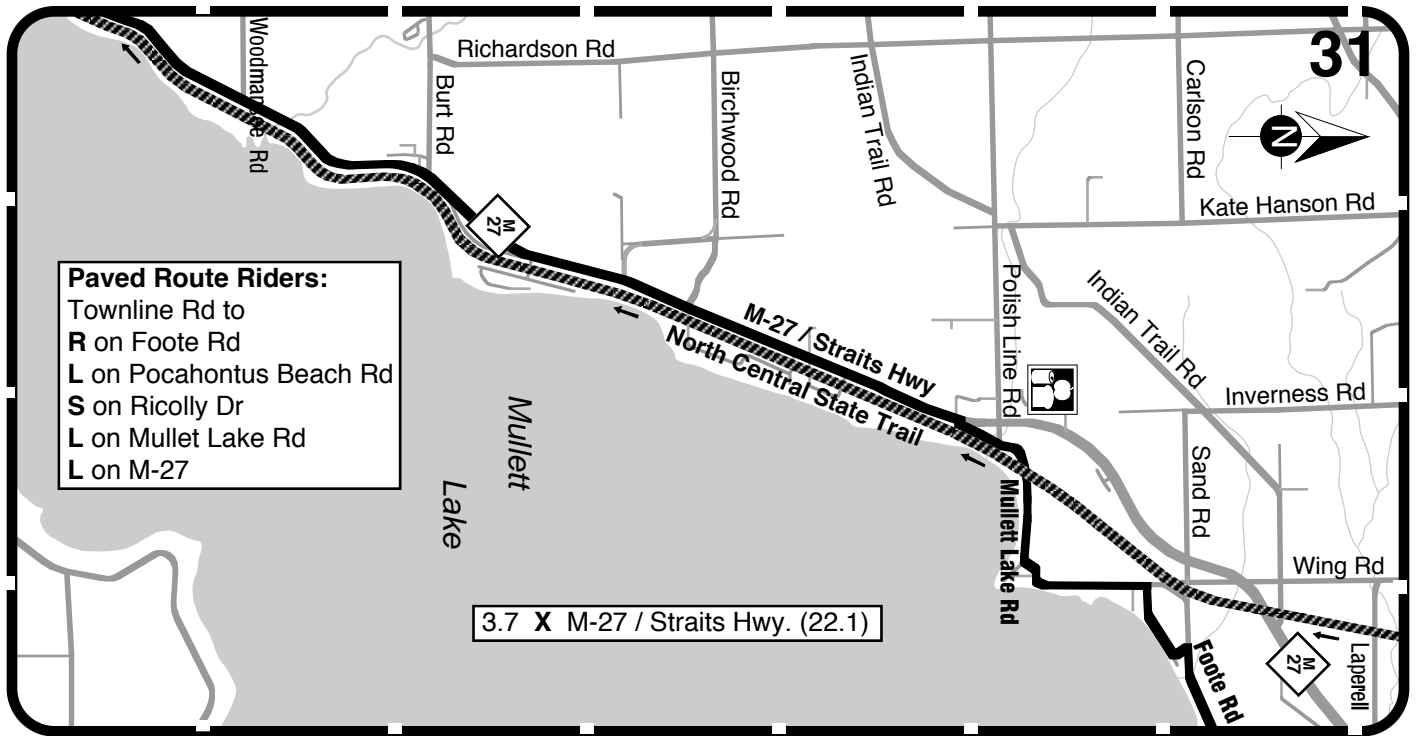 31
Woodmansee Rd
Richardson Rd
Burt Rd
Birchwood Rd
Indian Trail Rd
Carlson Rd
N
Kate Hanson Rd
M
27
Paved Route Riders:
Townline Rd to
R on Foote Rd
L on Pocahontus Beach Rd
S on Ricolly Dr
L on Mullet Lake Rd
L on M-27
M-27 / Straits Hwy
North Central State Trail
Polish Line Rd
Indian Trail Rd
Inverness Rd
Mullett
Lake
Sand Rd
Mullett Lake Rd
Wing Rd
3.7 X M-27 / Straits Hwy. (22.1)
Foote Rd
M
27
Laperell